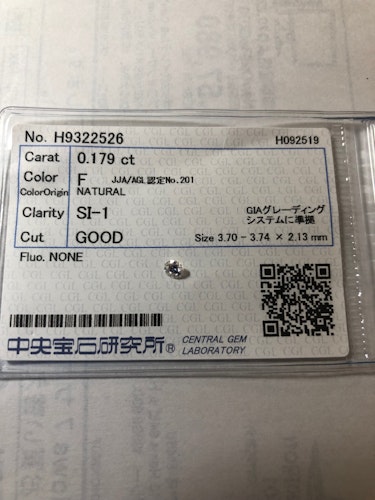 No. H9322526 H092519
Carat 0.179 ct
Color F JJA/AGL認定No.201
ColorOrigin NATURAL
Clarity SI-1 GIAグレーディング
システムに準拠
Cut GOOD Size 3.70 - 3.74 × 2.13 mm
Fluo. NONE
中央宝石研究所® CENTRAL GEM
LABORATORY